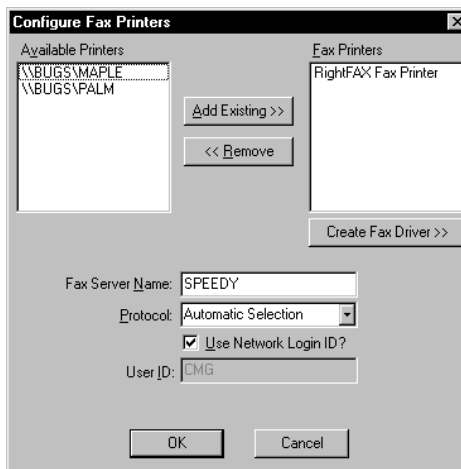 Configure Fax Printers
Available Printers
\\BUGS\MAPLE
\\BUGS\PALM
Add Existing >>
<< Remove
Fax Printers
RightFAX Fax Printer
Create Fax Driver >>
Fax Server Name: SPEEDY
Protocol: Automatic Selection
Use Network Login ID?
User ID: CMG
OK Cancel